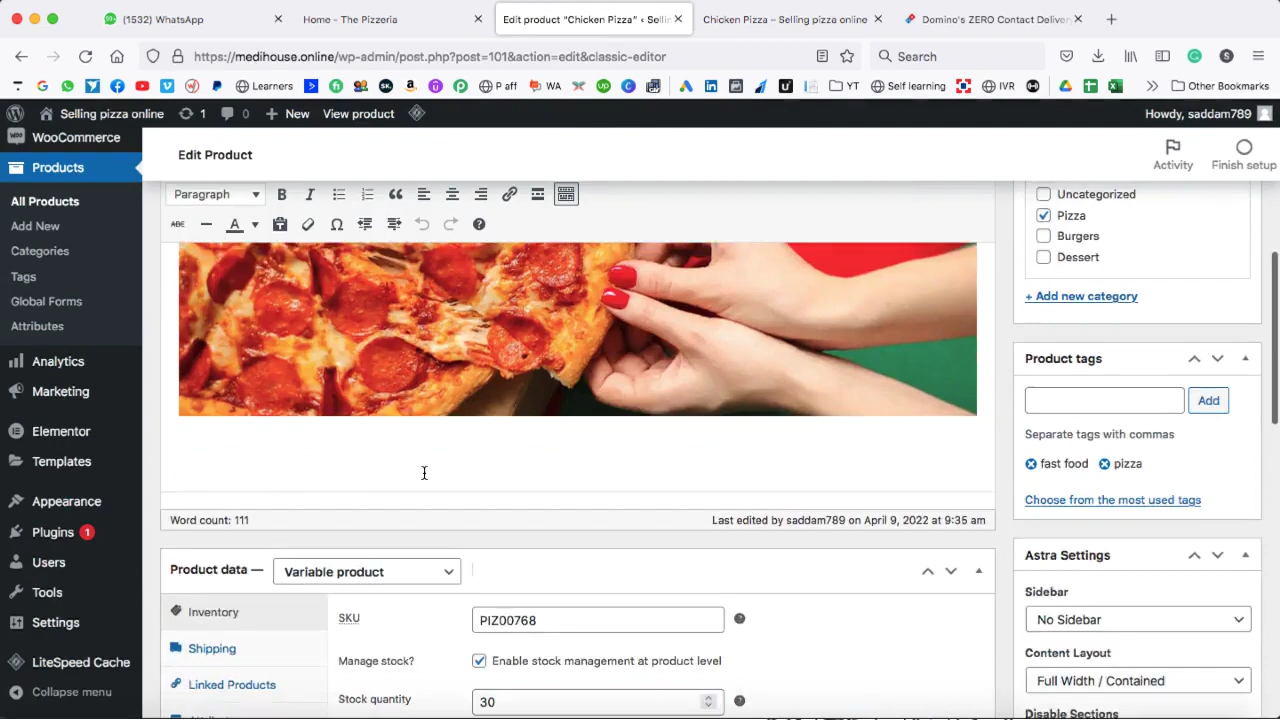 (1532) WhatsApp
Home - The Pizzeria
Edit product "Chicken Pizza" ‹ Sellin
Chicken Pizza – Selling pizza online
Domino's ZERO Contact Delivery
https://medihouse.online/wp-admin/post.php?post=101&action=edit&classic-editor
Search
Learners
P aff
WA
YT
Self learning
IVR
Other Bookmarks
Selling pizza online
1
0
New
View product
Howdy, saddam789
WooCommerce
Products
All Products
Add New
Categories
Tags
Global Forms
Attributes
Analytics
Marketing
Elementor
Templates
Appearance
Plugins 1
Users
Tools
Settings
LiteSpeed Cache
Collapse menu
Edit Product
Activity
Finish setup
Paragraph
B I
ABC
A
Ω
Word count: 111
Last edited by saddam789 on April 9, 2022 at 9:35 am
Product data —
Variable product
Inventory
Shipping
Linked Products
SKU
PIZ00768
Manage stock?
Enable stock management at product level
Stock quantity
30
Uncategorized
Pizza
Burgers
Dessert
+ Add new category
Product tags
Add
Separate tags with commas
fast food
pizza
Choose from the most used tags
Astra Settings
Sidebar
No Sidebar
Content Layout
Full Width / Contained
Disable Sections